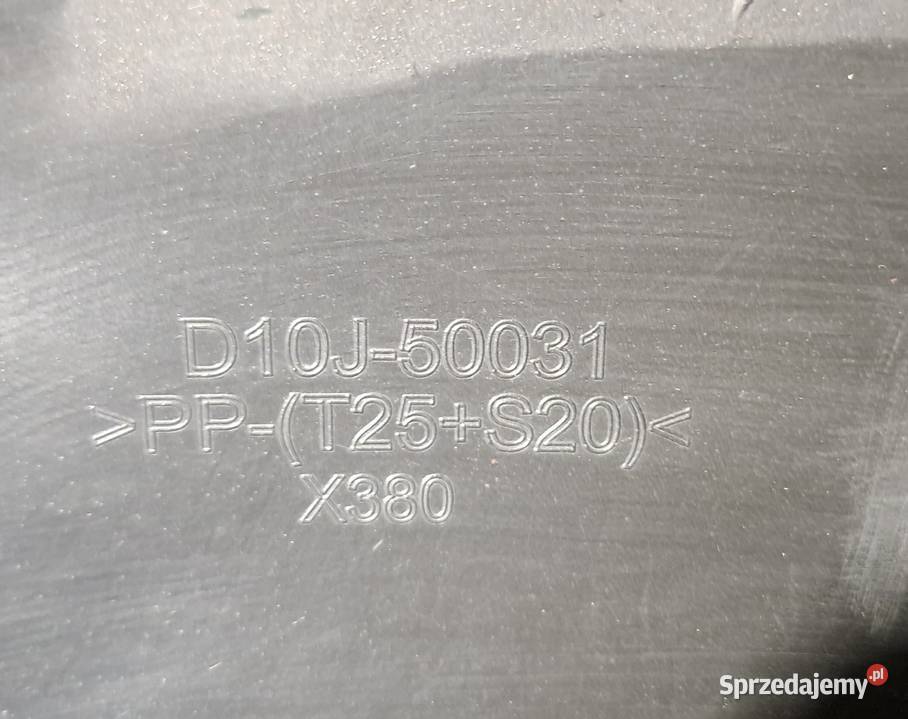 D10J-50031
>PP-(T25+S20)<
X380
Sprzedajemy.pl